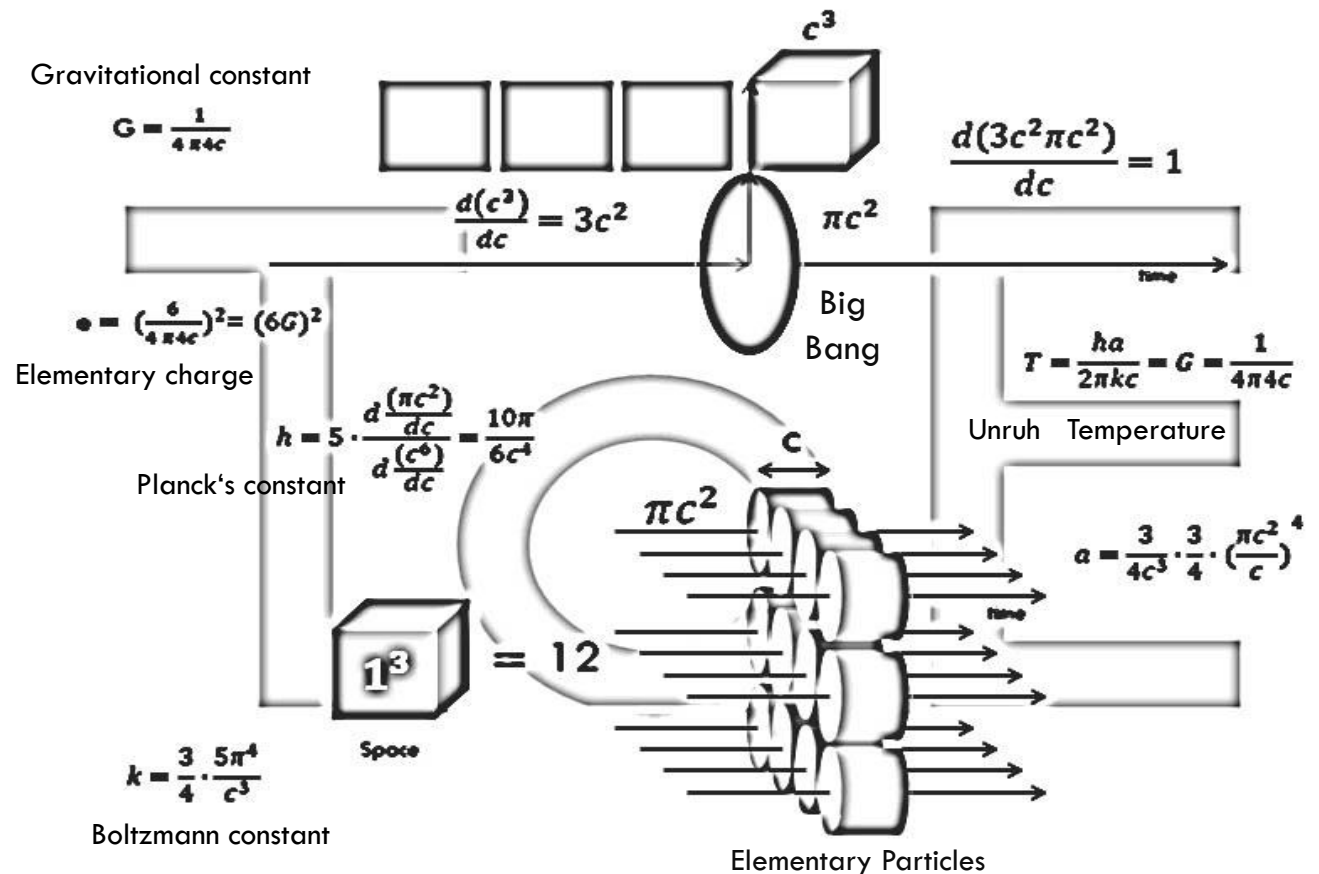 c³
Gravitational constant
G = 1/(4π4c)
d(c³)/dc = 3c²
πc²
d(3c²πc²)/dc = 1
time
Big
Bang
e = (6/(4π4c))² = (6G)²
Elementary charge
T = ha/(2πkc) = G = 1/(4π4c)
Unruh Temperature
h = 5 · (d (πc²)/dc)/(d (c⁶)/dc) = 10π/(6c⁴)
Planck‘s constant
c
πc²
a = 3/(4c³) · 3/4 · (πc²/c)⁴
time
1³ = 12
Space
k = 3/4 · 5π⁴/c³
Boltzmann constant
Elementary Particles